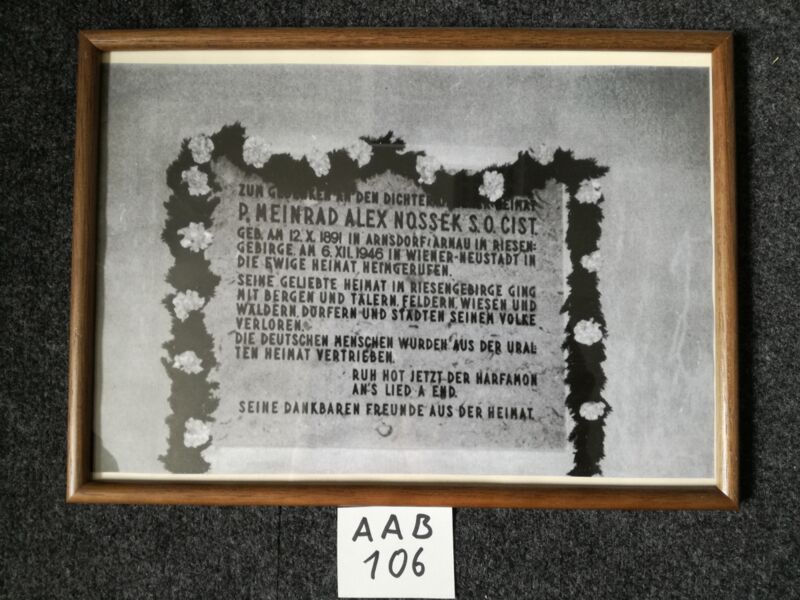 ZUM GEDENKEN AN DEN DICHTER HEIMAT
P. MEINRAD ALEX NOSSEK S.O. CIST.
GEB. AM 12. X. 1891 IN ARNSDORF/ARNAU IM RIESEN=
GEBIRGE. AM 6. XII. 1946 IN WIENER-NEUSTADT IN
DIE EWIGE HEIMAT HEIMGERUFEN.
SEINE GELIEBTE HEIMAT IM RIESENGEBIRGE GING
MIT BERGEN UND TÄLERN, FELDERN, WIESEN UND
WÄLDERN, DÖRFERN UND STÄDTEN SEINEM VOLKE
VERLOREN.
DIE DEUTSCHEN MENSCHEN WURDEN AUS DER URAL=
TEN HEIMAT VERTRIEBEN.
RUH HOT JETZT DER HARFAMON
AN'S LIED A END.
SEINE DANKBAREN FREUNDE AUS DER HEIMAT.
AAB
106